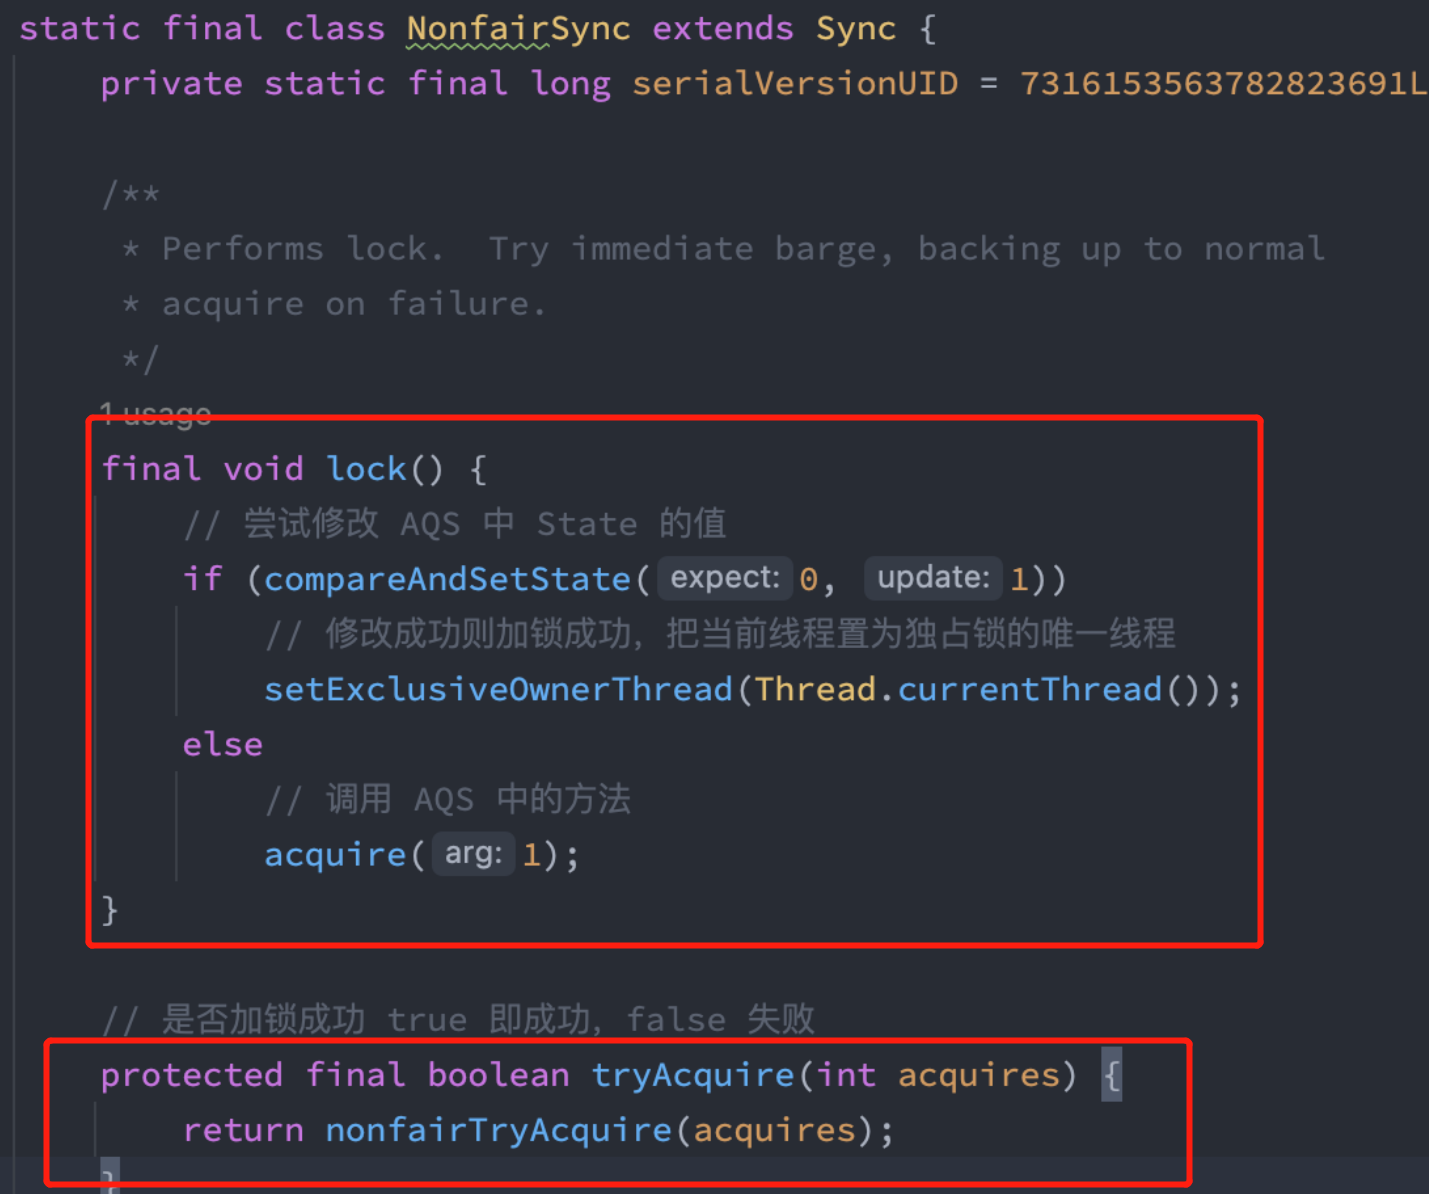 static final class NonfairSync extends Sync {
private static final long serialVersionUID = 7316153563782823691L
/**
* Performs lock.  Try immediate barge, backing up to normal
* acquire on failure.
*/
1 usage
final void lock() {
// 尝试修改 AQS 中 State 的值
if (compareAndSetState( expect: 0, update: 1))
// 修改成功则加锁成功, 把当前线程置为独占锁的唯一线程
setExclusiveOwnerThread(Thread.currentThread());
else
// 调用 AQS 中的方法
acquire( arg: 1);
}
// 是否加锁成功 true 即成功, false 失败
protected final boolean tryAcquire(int acquires) {
return nonfairTryAcquire(acquires);
}